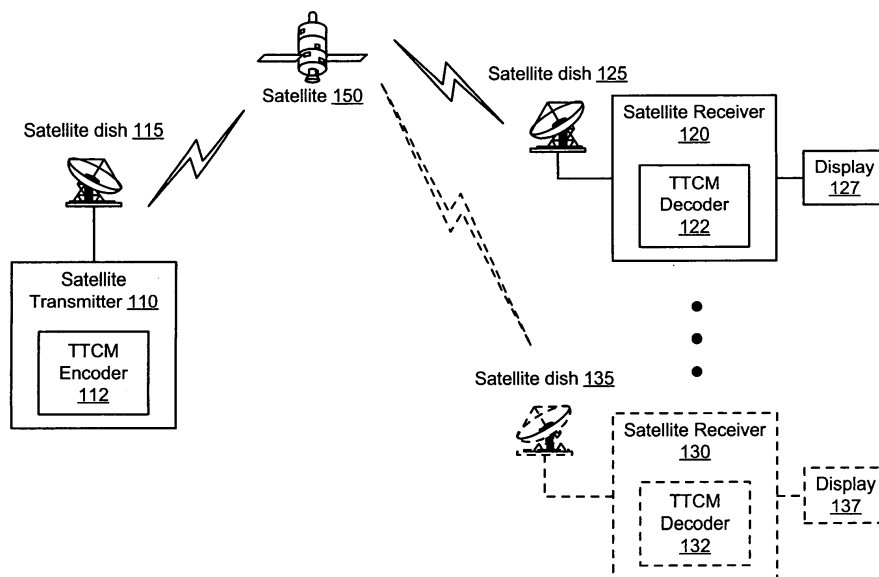 Satellite 150
Satellite dish 125
Satellite dish 115
Satellite Receiver
120
TTCM
Decoder
122
Display
127
Satellite
Transmitter 110
TTCM
Encoder
112
Satellite dish 135
Satellite Receiver
130
TTCM
Decoder
132
Display
137